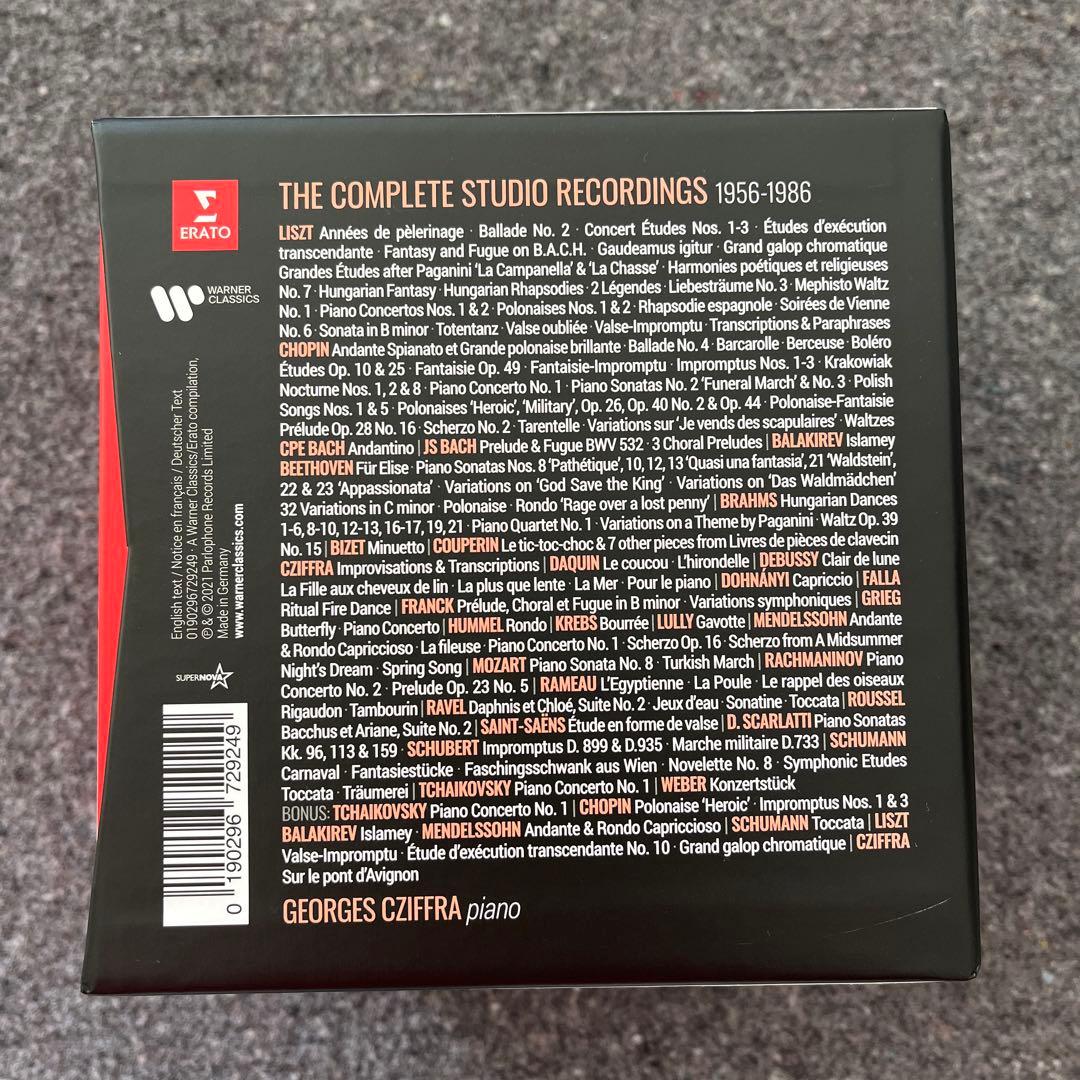 ERATO
WARNER
CLASSICS
THE COMPLETE STUDIO RECORDINGS 1956-1986
LISZT Années de pèlerinage · Ballade No. 2 · Concert Études Nos. 1-3 · Études d'exécution
transcendante · Fantasy and Fugue on B.A.C.H. · Gaudeamus igitur · Grand galop chromatique
Grandes Études after Paganini 'La Campanella' & 'La Chasse' · Harmonies poétiques et religieuses
No. 7 · Hungarian Fantasy · Hungarian Rhapsodies · 2 Légendes · Liebesträume No. 3 · Mephisto Waltz
No. 1 · Piano Concertos Nos. 1 & 2 · Polonaises Nos. 1 & 2 · Rhapsodie espagnole · Soirées de Vienne
No. 6 · Sonata in B minor · Totentanz · Valse oubliée · Valse-Impromptu · Transcriptions & Paraphrases
CHOPIN Andante Spianato et Grande polonaise brillante · Ballade No. 4 · Barcarolle · Berceuse · Boléro
Études Op. 10 & 25 · Fantaisie Op. 49 · Fantaisie-Impromptu · Impromptus Nos. 1-3 · Krakowiak
Nocturne Nos. 1, 2 & 8 · Piano Concerto No. 1 · Piano Sonatas No. 2 'Funeral March' & No. 3 · Polish
Songs Nos. 1 & 5 · Polonaises 'Heroic', 'Military', Op. 26, Op. 40 No. 2 & Op. 44 · Polonaise-Fantaisie
Prélude Op. 28 No. 16 · Scherzo No. 2 · Tarentelle · Variations sur 'Je vends des scapulaires' · Waltzes
CPE BACH Andantino | JS BACH Prelude & Fugue BWV 532 · 3 Choral Preludes | BALAKIREV Islamey
BEETHOVEN Für Elise · Piano Sonatas Nos. 8 'Pathétique', 10, 12, 13 'Quasi una fantasia', 21 'Waldstein',
22 & 23 'Appassionata' · Variations on 'God Save the King' · Variations on 'Das Waldmädchen'
32 Variations in C minor · Polonaise · Rondo 'Rage over a lost penny' | BRAHMS Hungarian Dances
1-6, 8-10, 12-13, 16-17, 19, 21 · Piano Quartet No. 1 · Variations on a Theme by Paganini · Waltz Op. 39
No. 15 | BIZET Minuetto | COUPERIN Le tic-toc-choc & 7 other pieces from Livres de pièces de clavecin
CZIFFRA Improvisations & Transcriptions | DAQUIN Le coucou · L'hirondelle | DEBUSSY Clair de lune
La Fille aux cheveux de lin · La plus que lente · La Mer · Pour le piano | DOHNÁNYI Capriccio | FALLA
Ritual Fire Dance | FRANCK Prélude, Choral et Fugue in B minor · Variations symphoniques | GRIEG
Butterfly · Piano Concerto | HUMMEL Rondo | KREBS Bourrée | LULLY Gavotte | MENDELSSOHN Andante
& Rondo Capriccioso · La fileuse · Piano Concerto No. 1 · Scherzo Op. 16 · Scherzo from A Midsummer
Night's Dream · Spring Song | MOZART Piano Sonata No. 8 · Turkish March | RACHMANINOV Piano
Concerto No. 2 · Prelude Op. 23 No. 5 | RAMEAU L'Egyptienne · La Poule · Le rappel des oiseaux
Rigaudon · Tambourin | RAVEL Daphnis et Chloé, Suite No. 2 · Jeux d'eau · Sonatine · Toccata | ROUSSEL
Bacchus et Ariane, Suite No. 2 | SAINT-SAËNS Étude en forme de valse | D. SCARLATTI Piano Sonatas
Kk. 96, 113 & 159 · SCHUBERT Impromptus D. 899 & D.935 · Marche militaire D.733 | SCHUMANN
Carnaval · Fantasiestücke · Faschingsschwank aus Wien · Novelette No. 8 · Symphonic Etudes
Toccata · Träumerei | TCHAIKOVSKY Piano Concerto No. 1 | WEBER Konzertstück
BONUS: TCHAIKOVSKY Piano Concerto No. 1 | CHOPIN Polonaise 'Heroic' · Impromptus Nos. 1 & 3
BALAKIREV Islamey · MENDELSSOHN Andante & Rondo Capriccioso | SCHUMANN Toccata | LISZT
Valse-Impromptu · Étude d'exécution transcendante No. 10 · Grand galop chromatique | CZIFFRA
Sur le pont d'Avignon
GEORGES CZIFFRA piano
English text / Notice en français / Deutscher Text
0190296729249 · A Warner Classics/Erato compilation,
℗ & © 2021 Parlophone Records Limited
Made in Germany
www.warnerclassics.com
SUPERNOVA
0 190296 729249